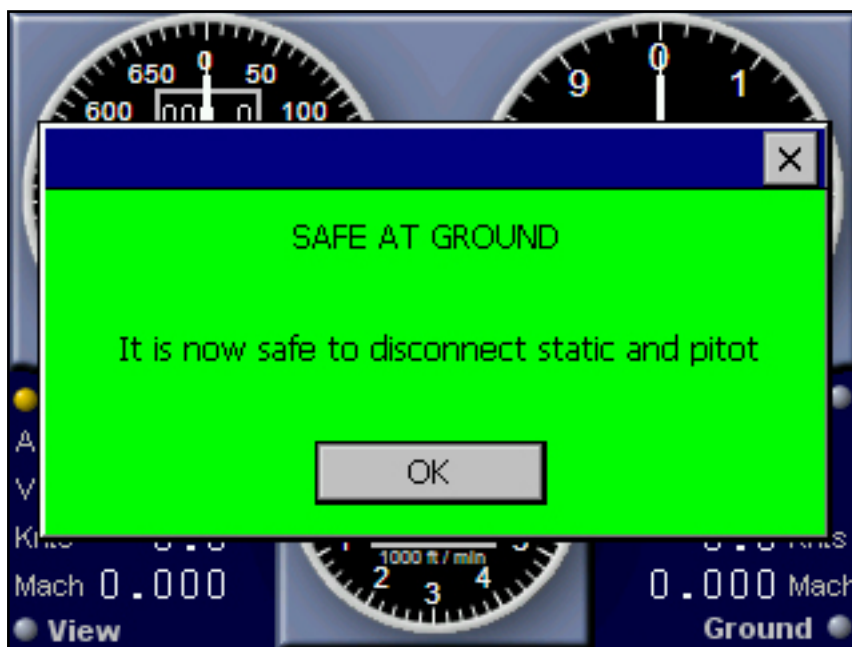 0
650 50
600 100
0
9 1
SAFE AT GROUND
It is now safe to disconnect static and pitot
OK
1000 ft / min
2 3 4
Mach 0.000
0.000 Mach
View
Ground